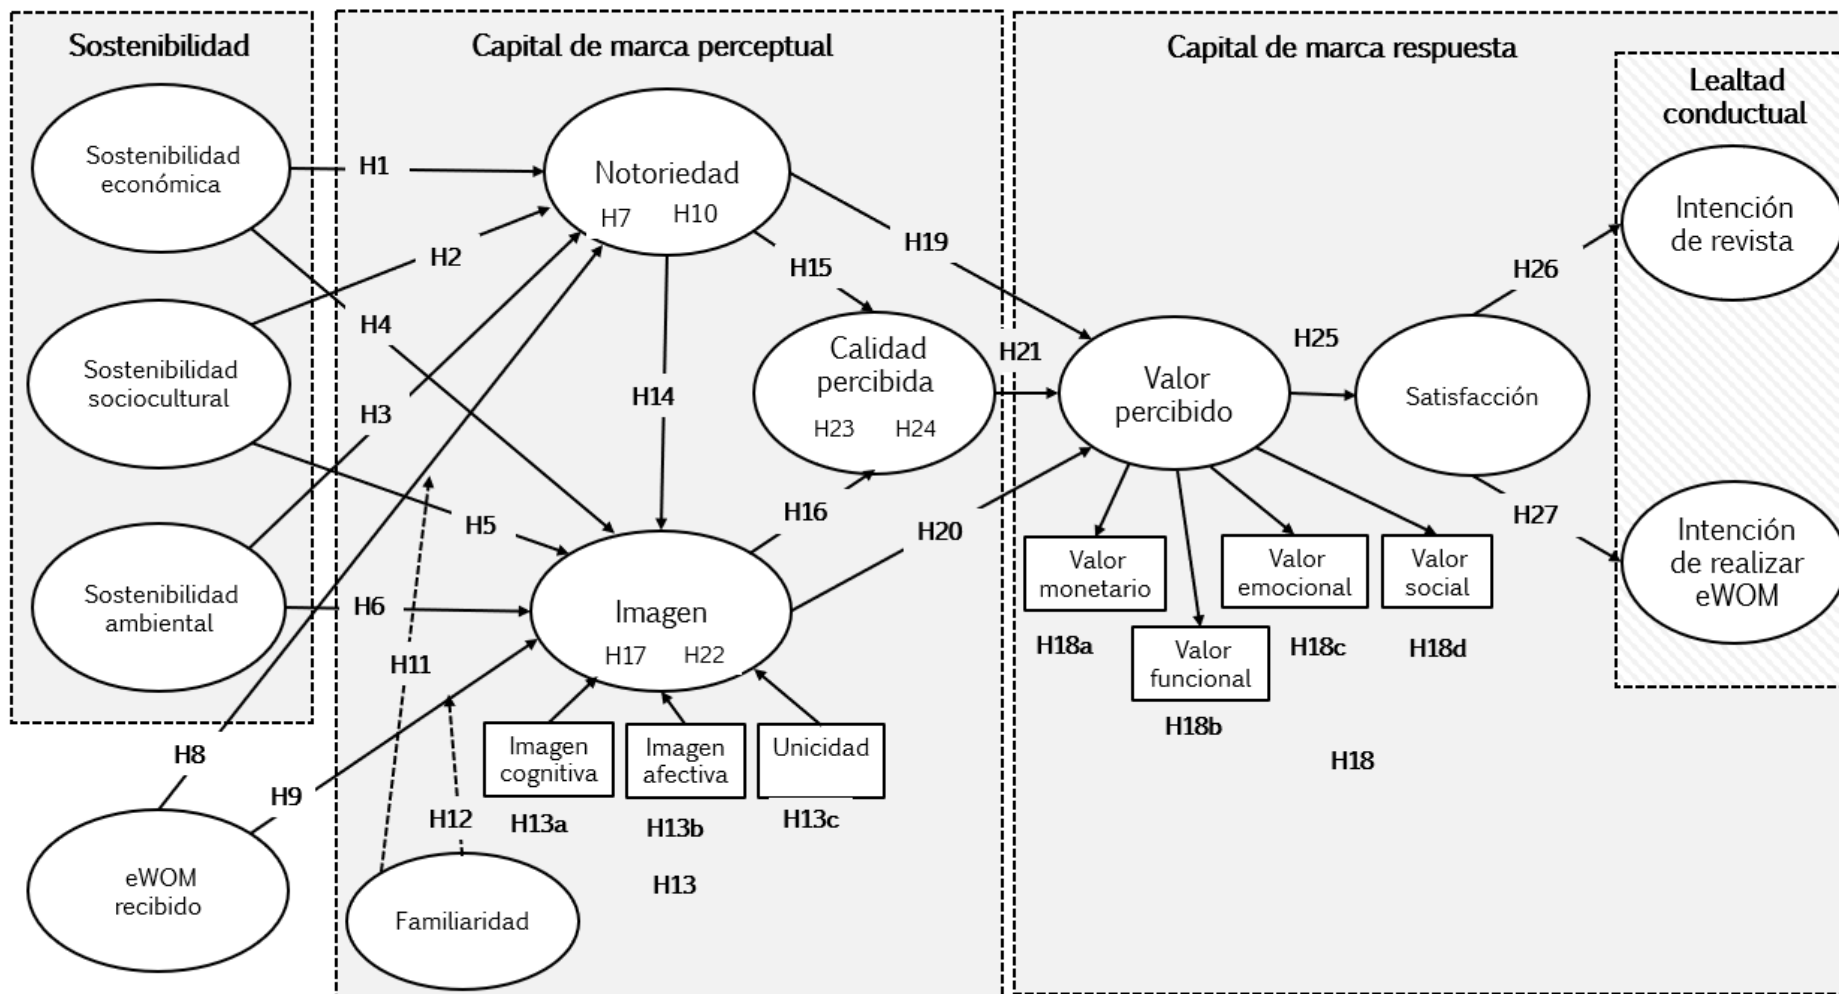 Sostenibilidad
Capital de marca perceptual
Capital de marca respuesta
Lealtad
conductual
Sostenibilidad
económica
H1
Notoriedad
H7
H10
H2
H19
H15
H26
Intención
de revista
H4
Sostenibilidad
sociocultural
H3
H14
Calidad
percibida
H23
H24
H21
Valor
percibido
H25
Satisfacción
H5
H16
H20
H27
Sostenibilidad
ambiental
H6
Imagen
H17
H22
H11
Valor
monetario
H18a
Valor
funcional
H18b
Valor
emocional
H18c
Valor
social
H18d
H18
Intención
de realizar
eWOM
H8
H9
H12
Imagen
cognitiva
H13a
Imagen
afectiva
H13b
Unicidad
H13c
H13
eWOM
recibido
Familiaridad